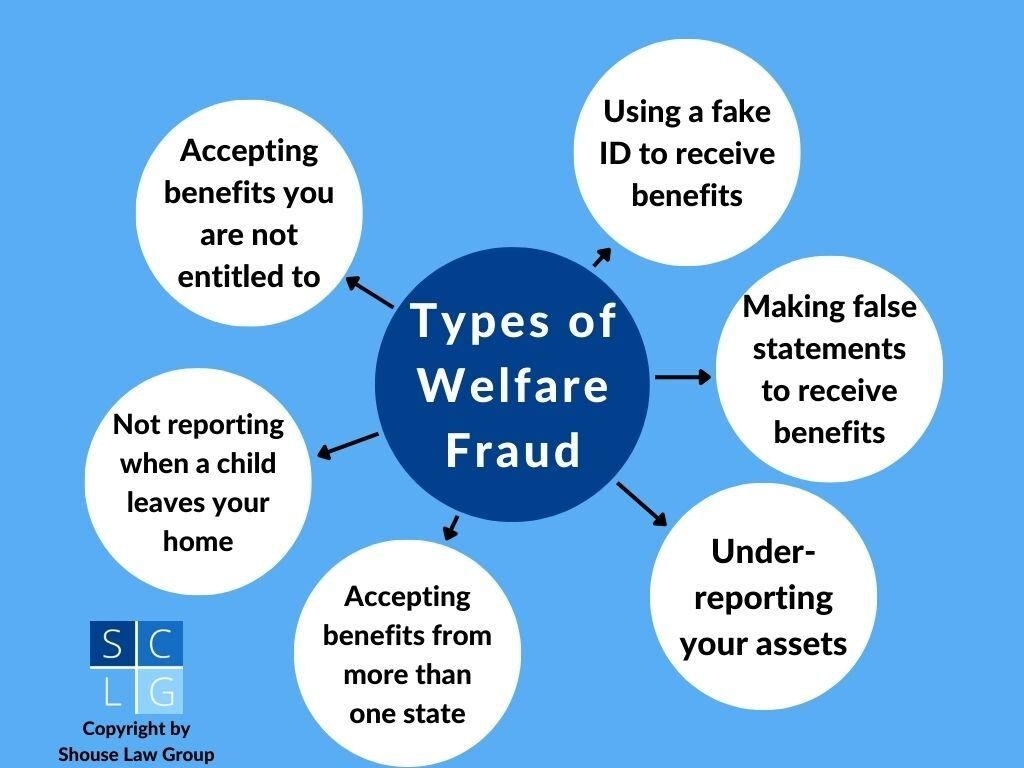 Types of
Welfare
Fraud
Using a fake
ID to receive
benefits
Making false
statements
to receive
benefits
Under-
reporting
your assets
Accepting
benefits from
more than
one state
Not reporting
when a child
leaves your
home
Accepting
benefits you
are not
entitled to
S C
L G
Copyright by
Shouse Law Group